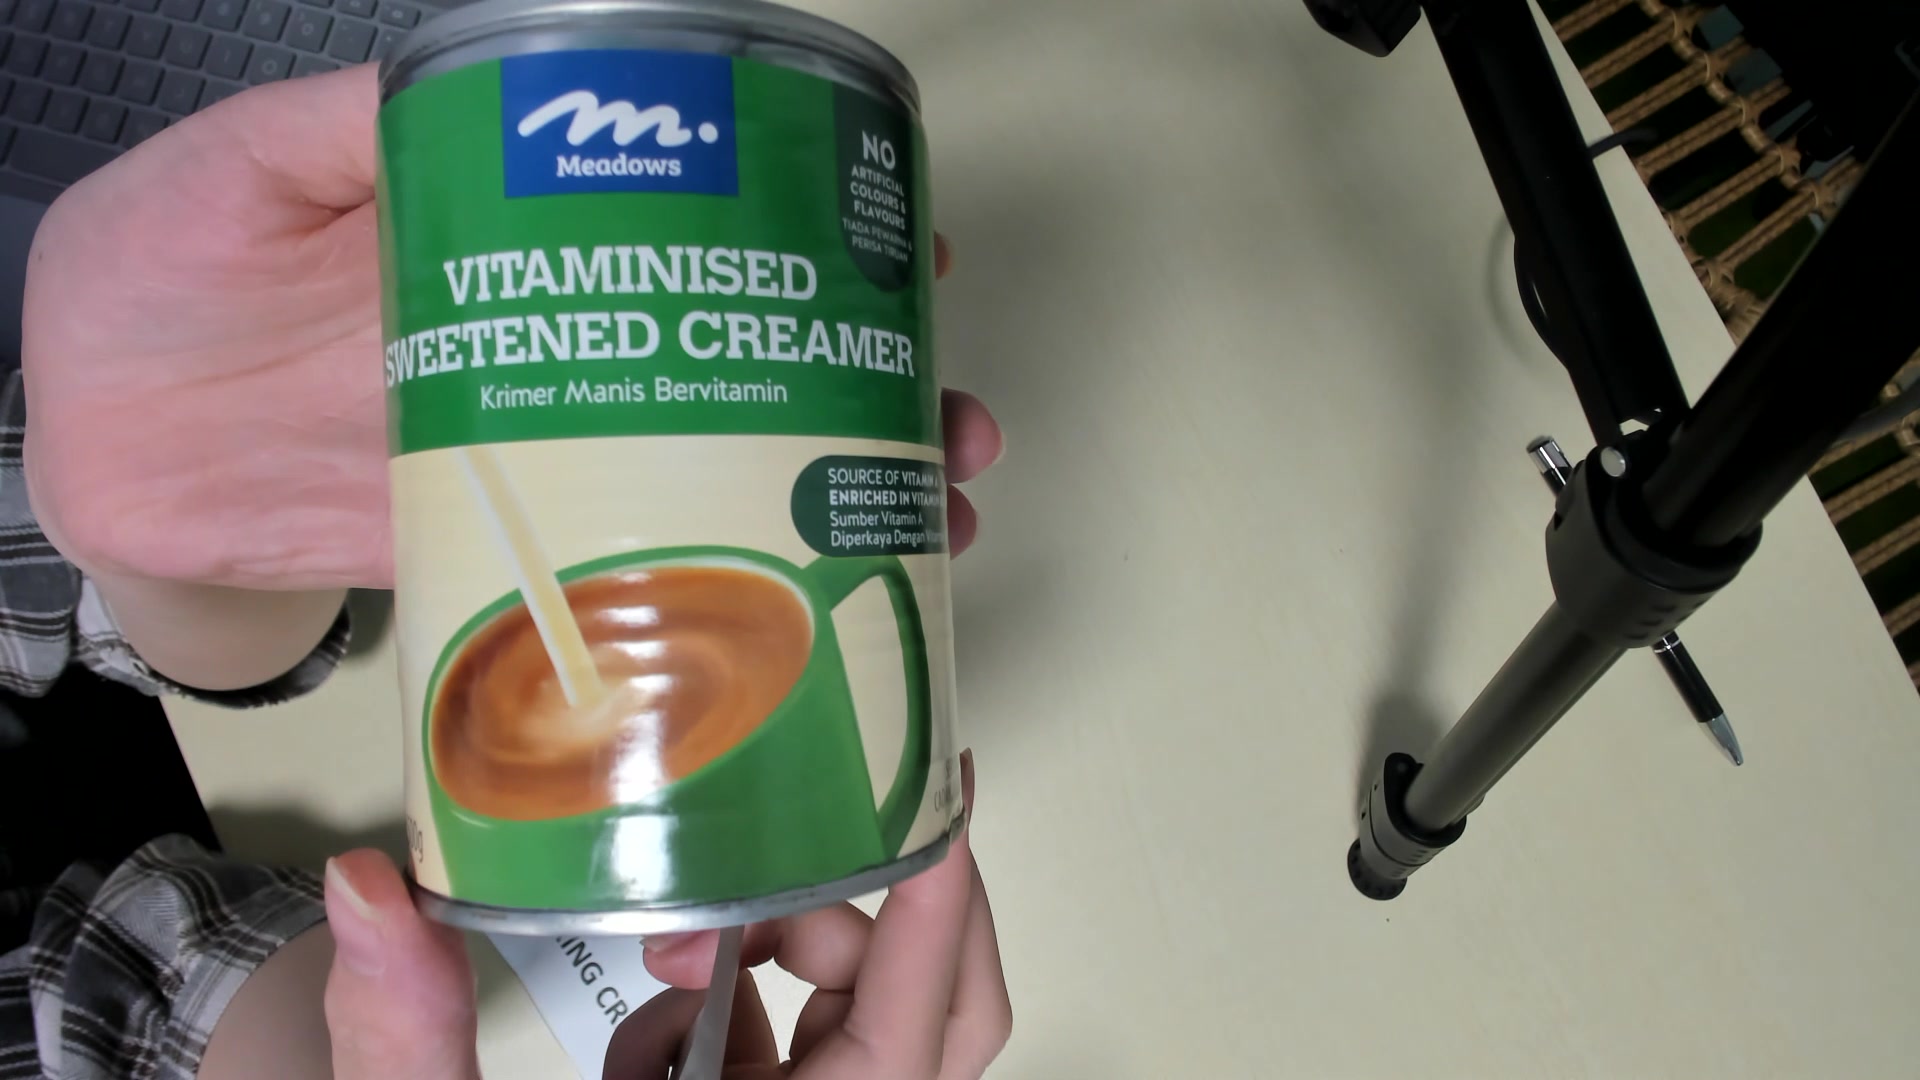 m.
Meadows
NO
ARTIFICIAL
COLOURS &
FLAVOURS
TIADA PEWARNA &
PERISA TIRUAN
VITAMINISED
SWEETENED CREAMER
Krimer Manis Bervitamin
SOURCE OF VITAMIN A
ENRICHED IN VITAMIN
Sumber Vitamin A
Diperkaya Dengan